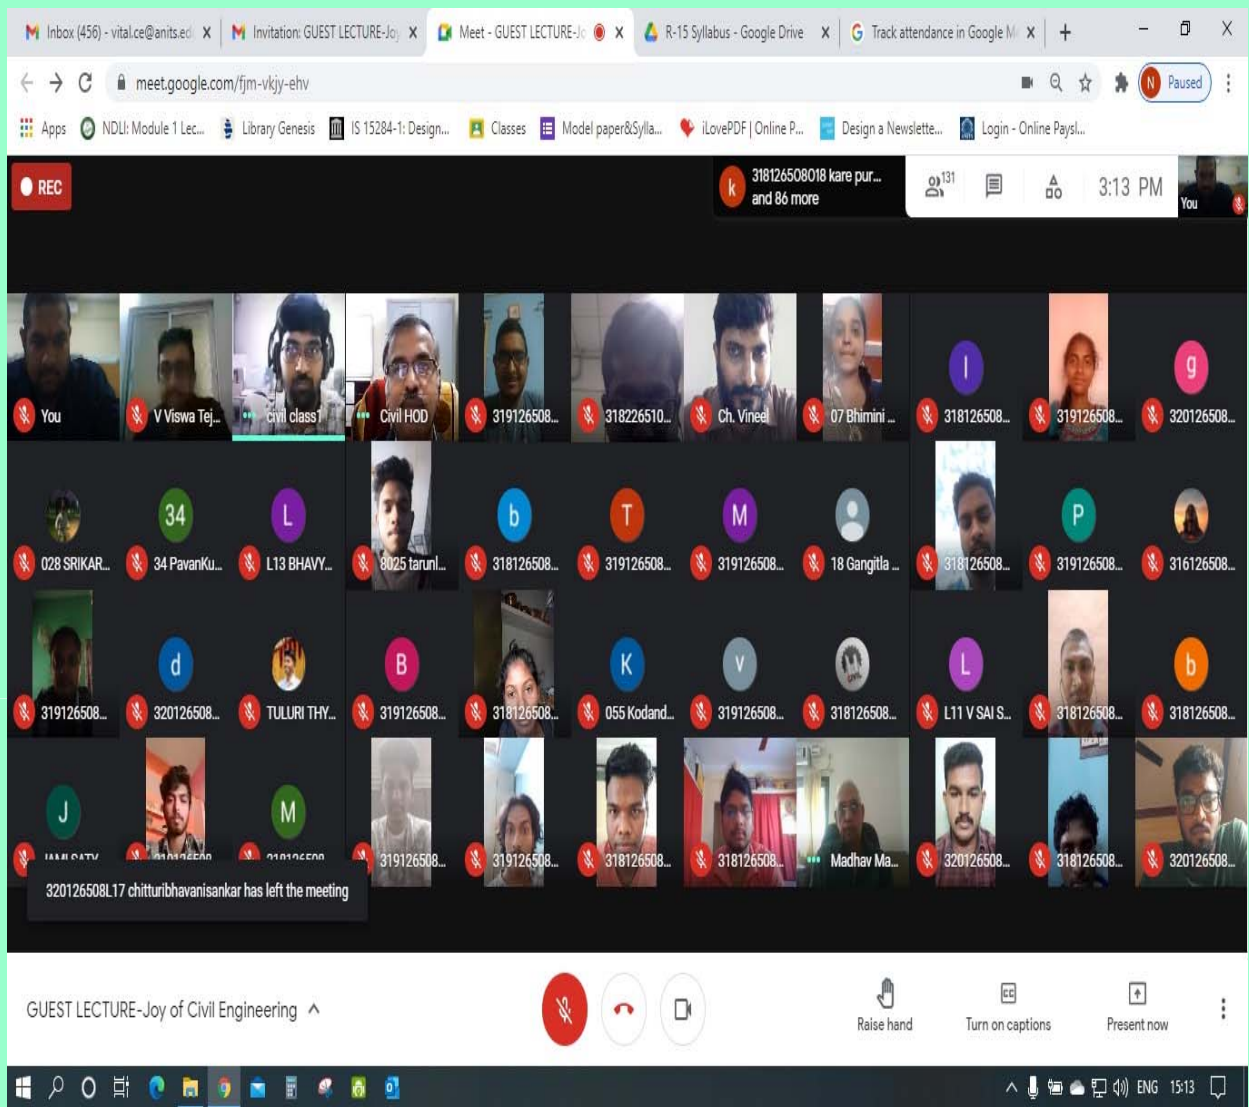 Inbox (456) - vital.ce@anits.ed
Invitation: GUEST LECTURE-Joy
Meet - GUEST LECTURE-Jo
R-15 Syllabus - Google Drive
Track attendance in Google M
meet.google.com/fjm-vkjy-ehv
N Paused
Apps
NDLI: Module 1 Lec...
Library Genesis
IS 15284-1: Design...
Classes
Model paper&Sylla...
iLovePDF | Online P...
Design a Newslette...
Login - Online Paysl...
REC
k
318126508018 kare pur...
and 86 more
131
3:13 PM
You
l
g
You
V Viswa Tej...
civil class1
Civil HOD
319126508...
318226510...
Ch. Vineel
07 Bhimini ...
318126508...
319126508...
320126508...
34
L
b
T
M
P
028 SRIKAR...
34 PavanKu...
L13 BHAVY...
8025 tarunl...
318126508...
319126508...
319126508...
18 Gangitla ...
318126508...
319126508...
316126508...
d
B
K
v
L
b
319126508...
320126508...
TULURI THY...
319126508...
318126508...
055 Kodand...
319126508...
318126508...
L11 V SAI S...
318126508...
318126508...
J
M
319126508...
319126508...
318126508...
318126508...
Madhav Ma...
320126508...
318126508...
320126508...
320126508L17 chitturibhavanisankar has left the meeting
GUEST LECTURE-Joy of Civil Engineering
Raise hand
Turn on captions
Present now
ENG
15:13